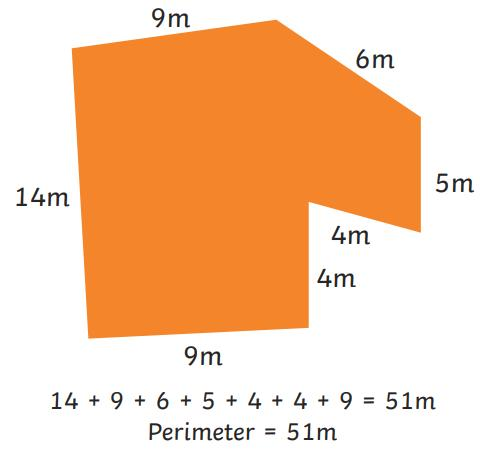 9m
6m
14m
5m
4m
4m
9m
14 + 9 + 6 + 5 + 4 + 4 + 9 = 51m
Perimeter = 51m